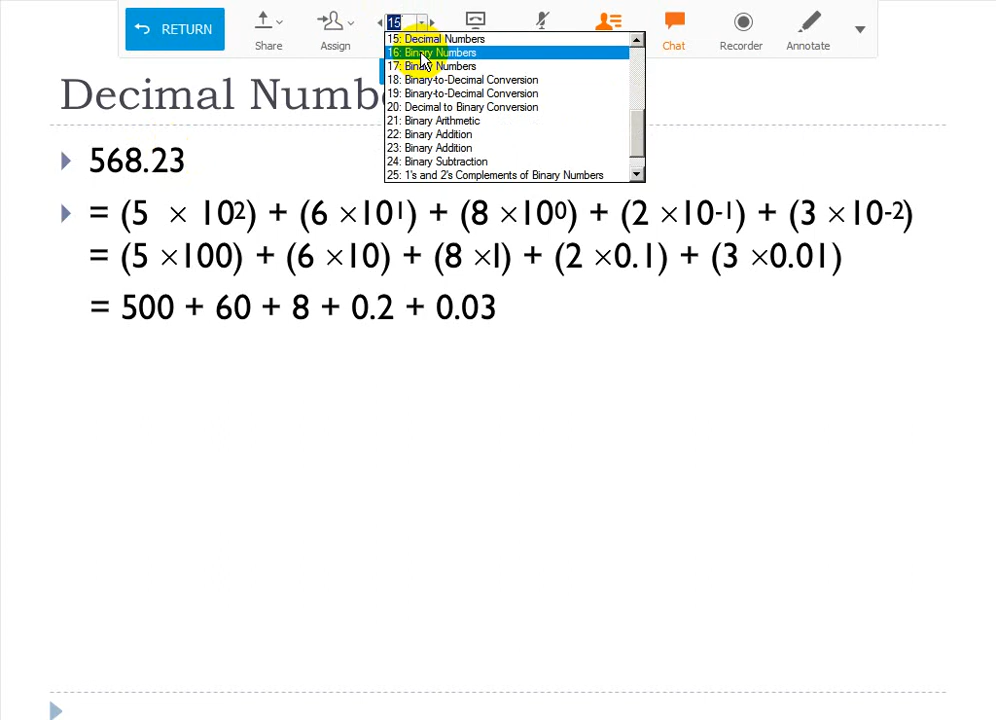 RETURN
Share
Assign
15
Chat
Recorder
Annotate
15: Decimal Numbers
16: Binary Numbers
17: Binary Numbers
18: Binary-to-Decimal Conversion
19: Binary-to-Decimal Conversion
20: Decimal to Binary Conversion
21: Binary Arithmetic
22: Binary Addition
23: Binary Addition
24: Binary Subtraction
25: 1's and 2's Complements of Binary Numbers
Decimal Numbe
568.23
= (5 × 10²) + (6 ×10¹) + (8 ×10⁰) + (2 ×10⁻¹) + (3 ×10⁻²)
= (5 ×100) + (6 ×10) + (8 ×1) + (2 ×0.1) + (3 ×0.01)
= 500 + 60 + 8 + 0.2 + 0.03